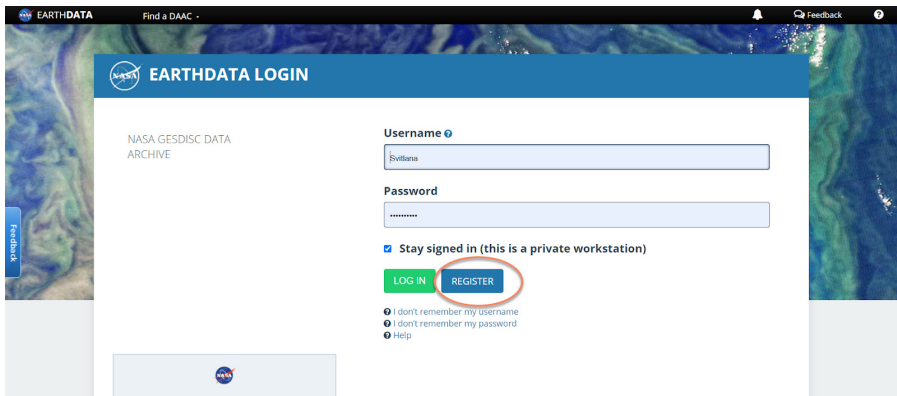 EARTHDATA
Find a DAAC -
Feedback
NASA
EARTHDATA LOGIN
NASA GESDISC DATA
ARCHIVE
Username
Svitlana
Password
Stay signed in (this is a private workstation)
LOG IN
REGISTER
I don't remember my username
I don't remember my password
Help
Feedback